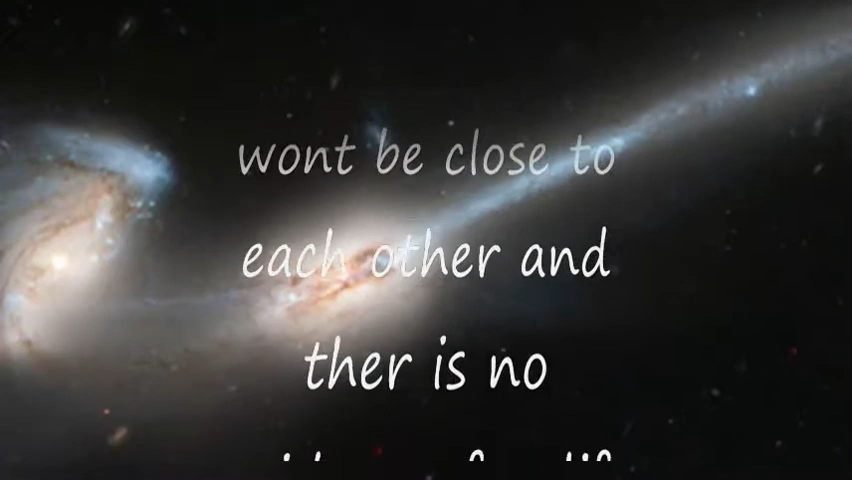 wont be close to
each other and
ther is no